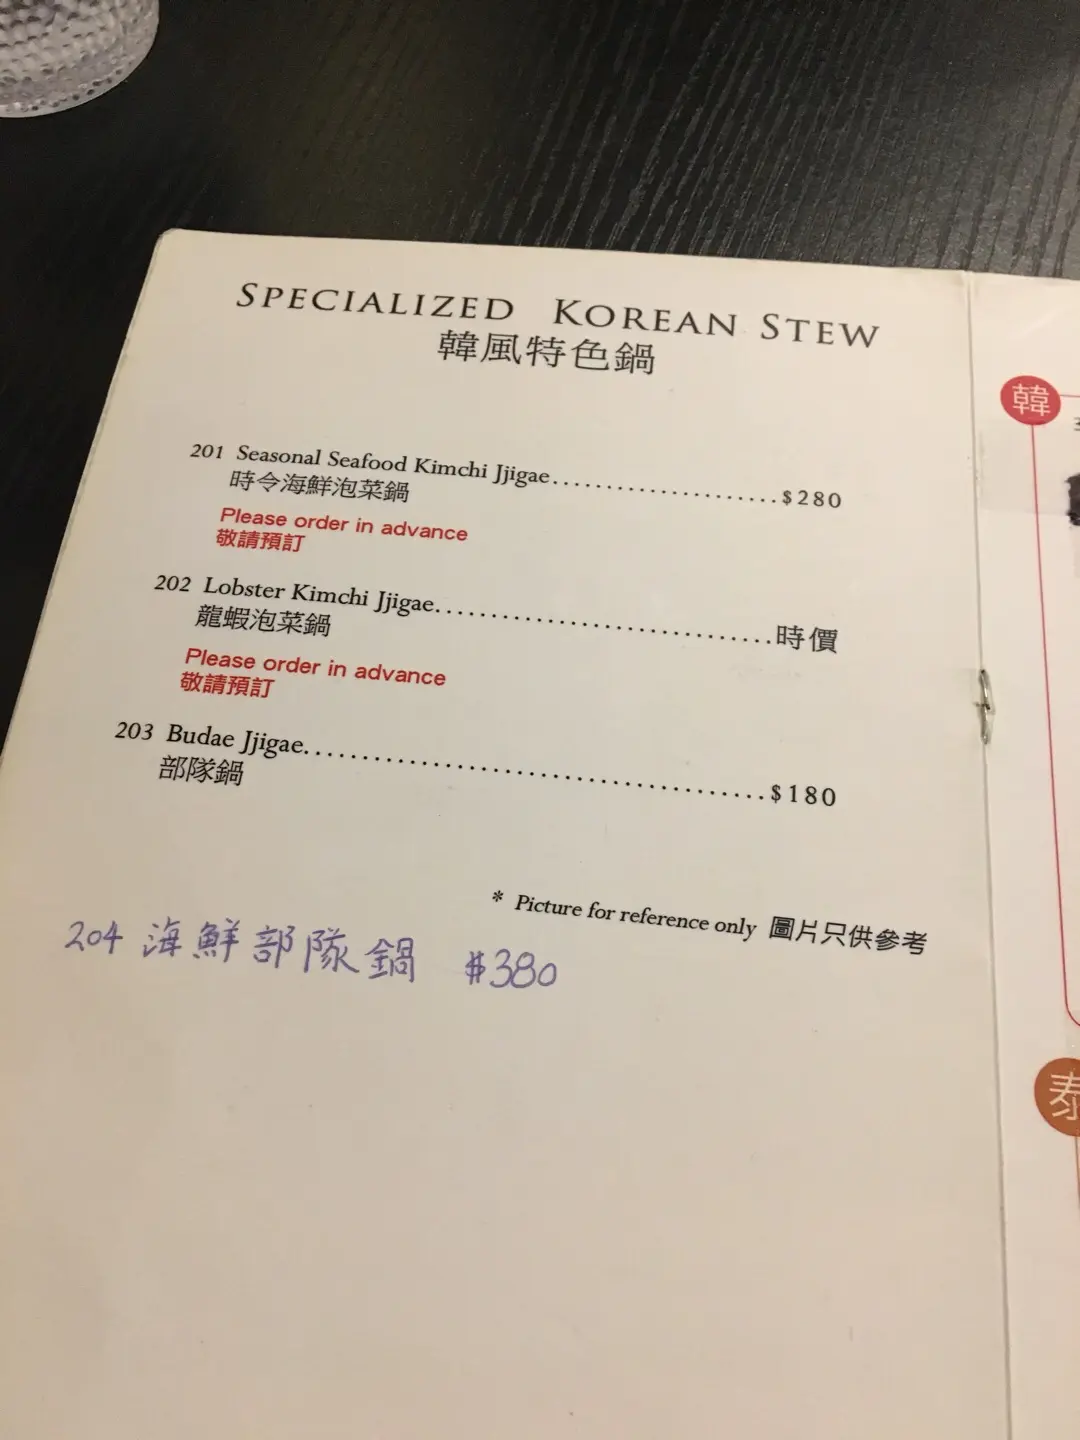 SPECIALIZED KOREAN STEW
韓風特色鍋
201 Seasonal Seafood Kimchi Jjigae......................$280
時令海鮮泡菜鍋
Please order in advance
敬請預訂
202 Lobster Kimchi Jjigae................................時價
龍蝦泡菜鍋
Please order in advance
敬請預訂
203 Budae Jjigae...........................................$180
部隊鍋
* Picture for reference only 圖片只供參考
204 海鮮部隊鍋 $380
韓
泰